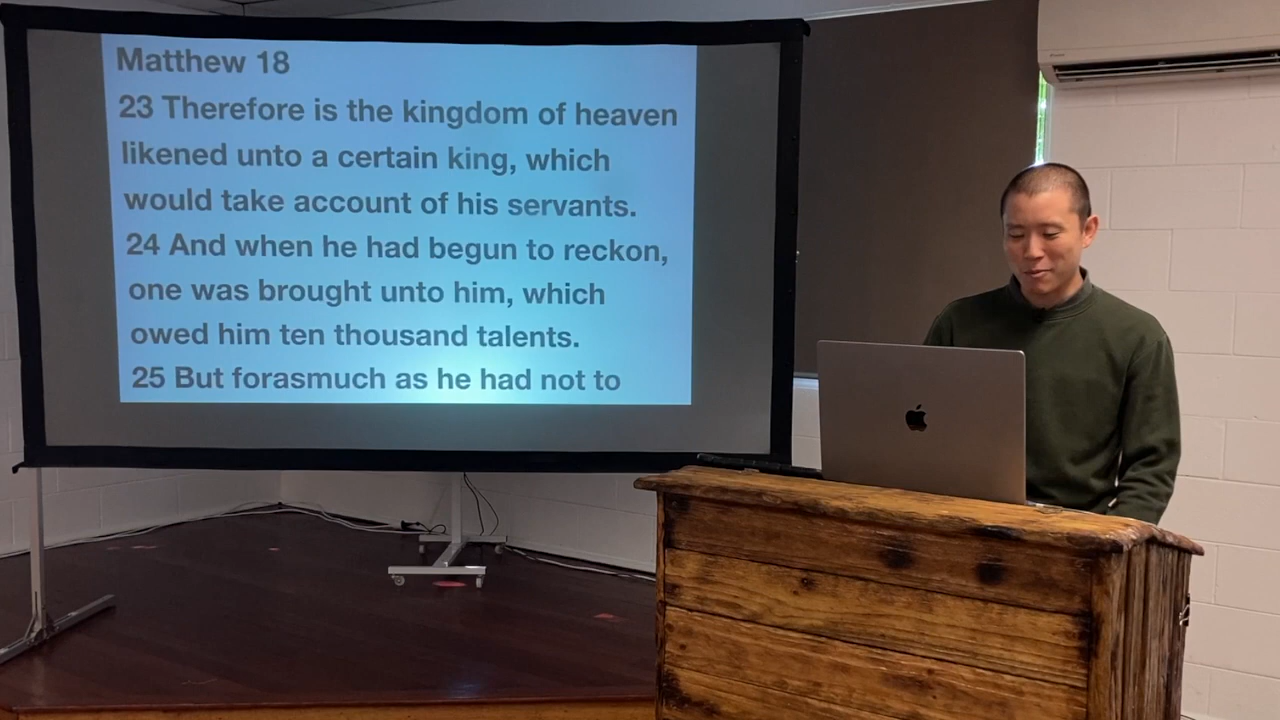 Matthew 18
23 Therefore is the kingdom of heaven
likened unto a certain king, which
would take account of his servants.
24 And when he had begun to reckon,
one was brought unto him, which
owed him ten thousand talents.
25 But forasmuch as he had not to